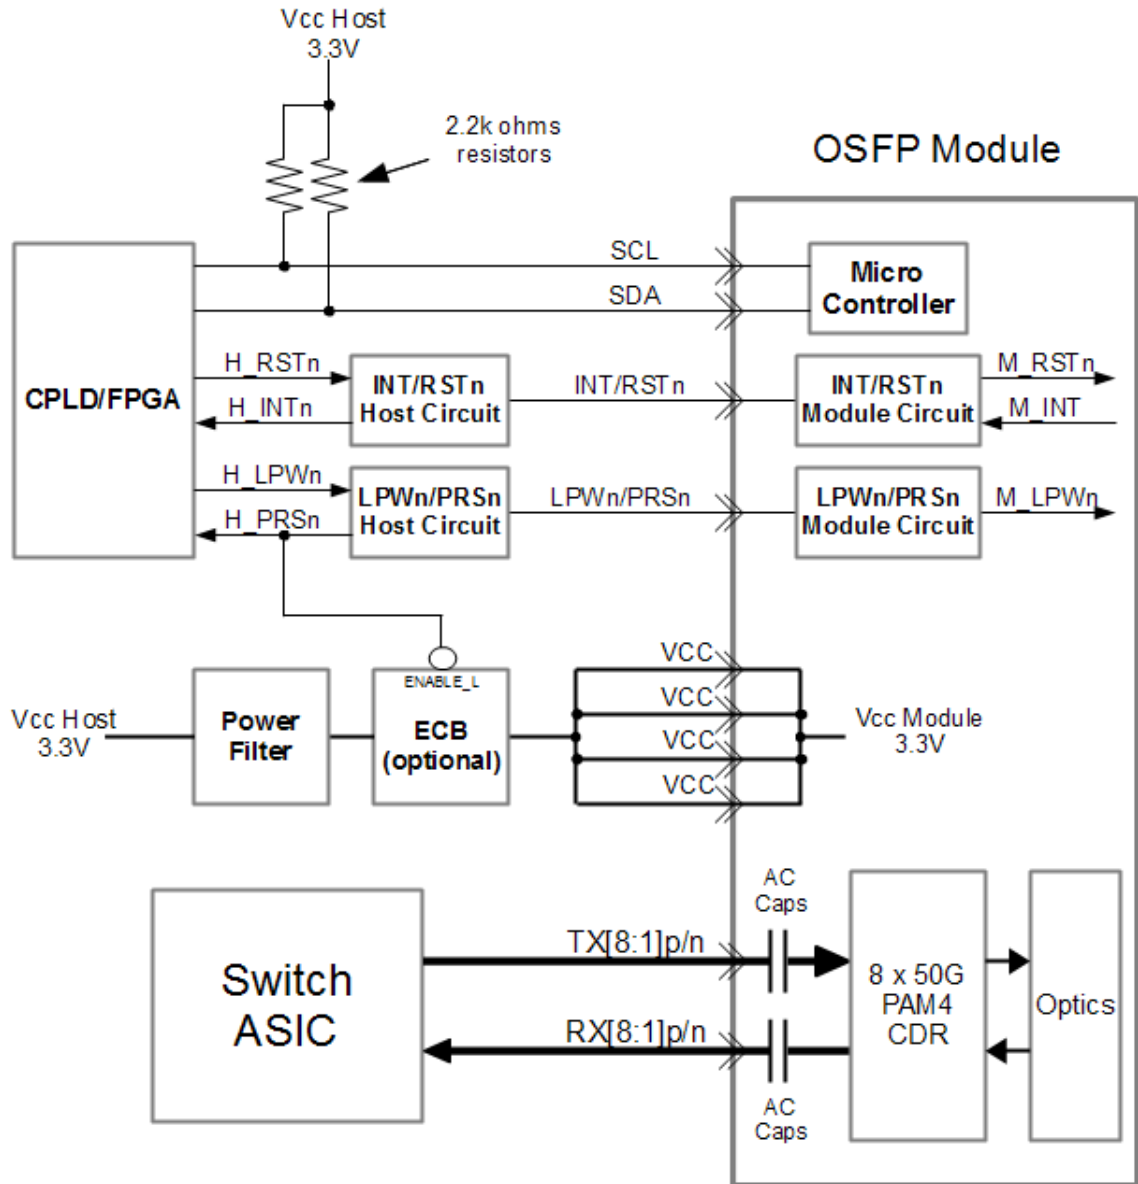 Vcc Host
3.3V
2.2k ohms
resistors
OSFP Module
SCL
SDA
Micro
Controller
CPLD/FPGA
H_RSTn
H_INTn
INT/RSTn
Host Circuit
INT/RSTn
INT/RSTn
Module Circuit
M_RSTn
M_INT
H_LPWn
H_PRSn
LPWn/PRSn
Host Circuit
LPWn/PRSn
LPWn/PRSn
Module Circuit
M_LPWn
Vcc Host
3.3V
Power
Filter
ENABLE_L
ECB
(optional)
VCC
VCC
VCC
VCC
Vcc Module
3.3V
Switch
ASIC
TX[8:1]p/n
RX[8:1]p/n
AC
Caps
AC
Caps
8 x 50G
PAM4
CDR
Optics